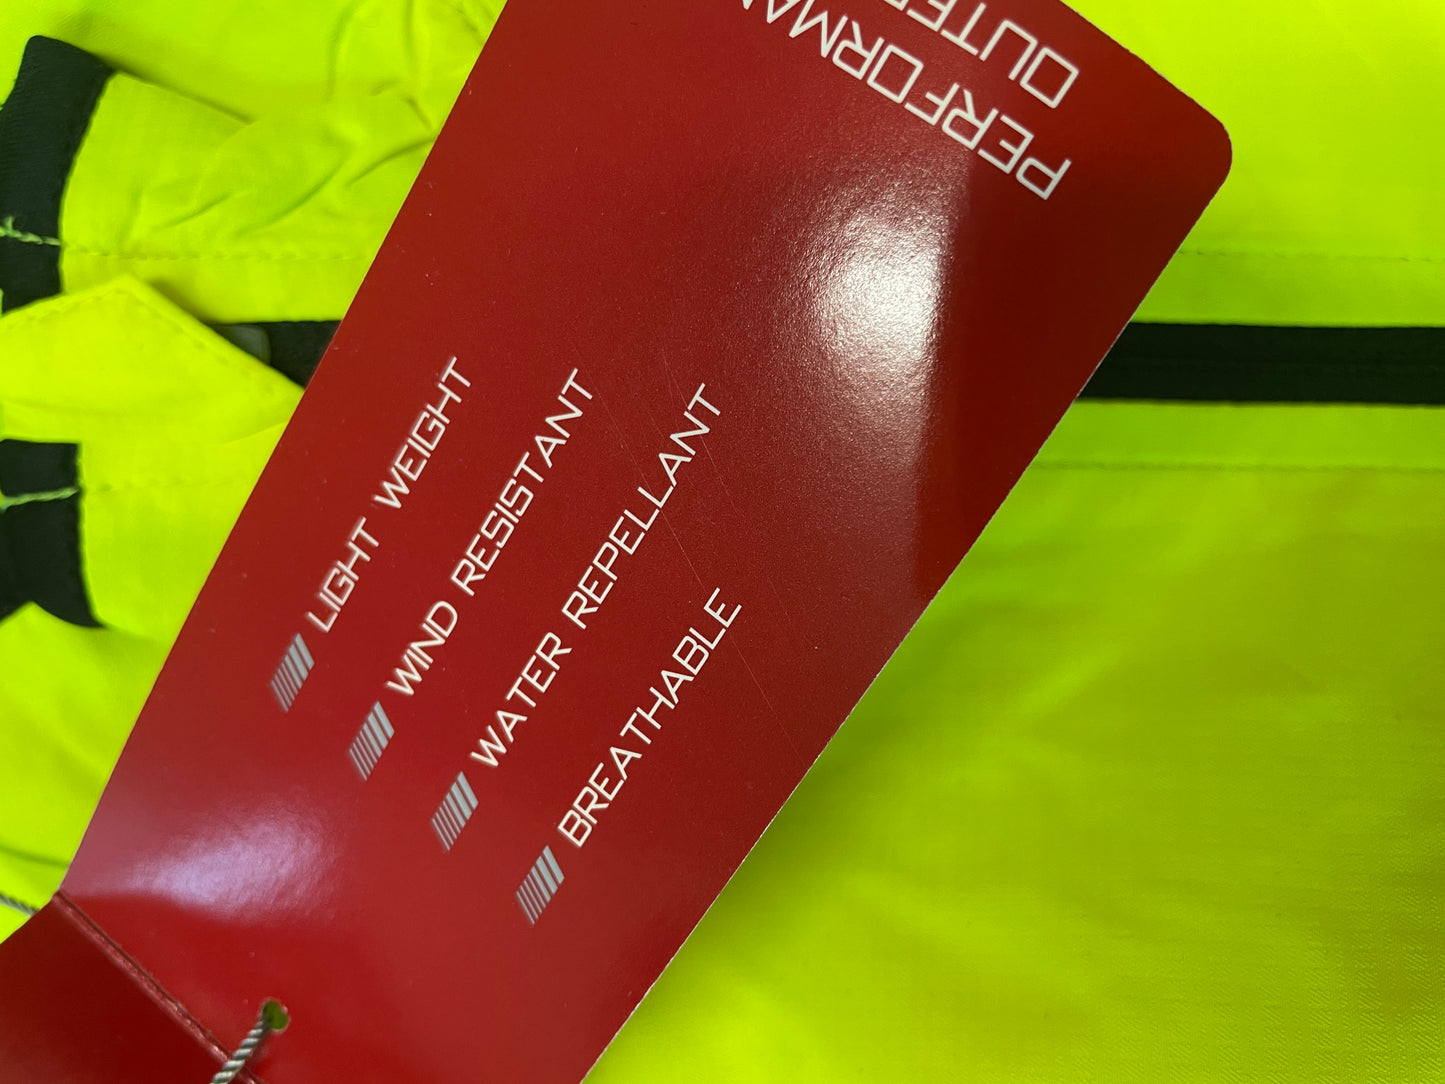 LIGHT WEIGHT
WIND RESISTANT
WATER REPELLANT
BREATHABLE